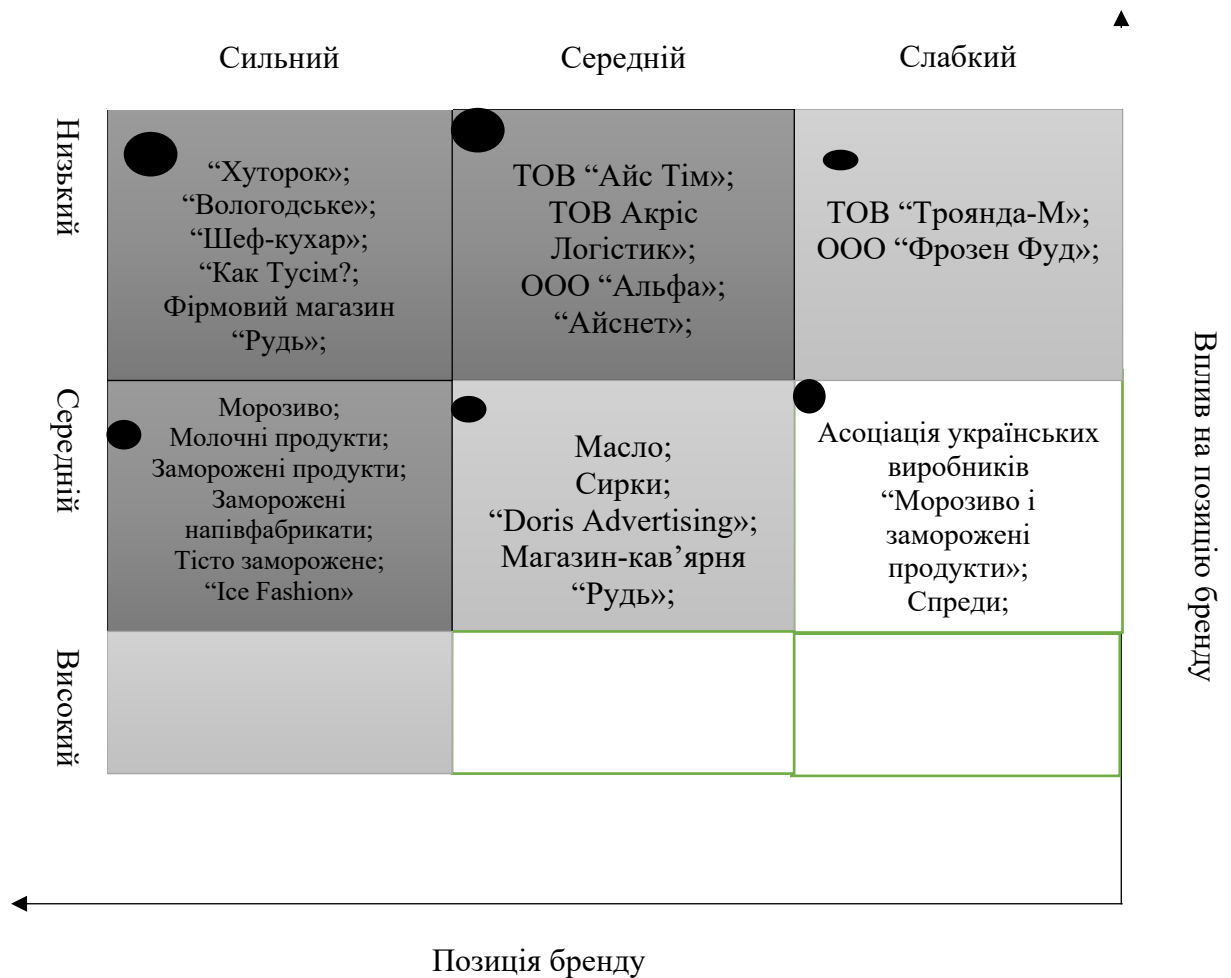 Сильний
Середній
Слабкий
Низький
“Хуторок»;
“Вологодське»;
“Шеф-кухар»;
“Как Тусім?;
Фірмовий магазин
“Рудь»;
ТОВ “Айс Тім»;
ТОВ Акріс
Логістик»;
ООО “Альфа»;
“Айснет»;
ТОВ “Троянда-М»;
ООО “Фрозен Фуд»;
Середній
Морозиво;
Молочні продукти;
Заморожені продукти;
Заморожені
напівфабрикати;
Тісто заморожене;
“Ice Fashion»
Масло;
Сирки;
“Doris Advertising»;
Магазин-кав’ярня
“Рудь»;
Асоціація українських
виробників
“Морозиво і
заморожені
продукти»;
Спреди;
Високий
Вплив на позицію бренду
Позиція бренду